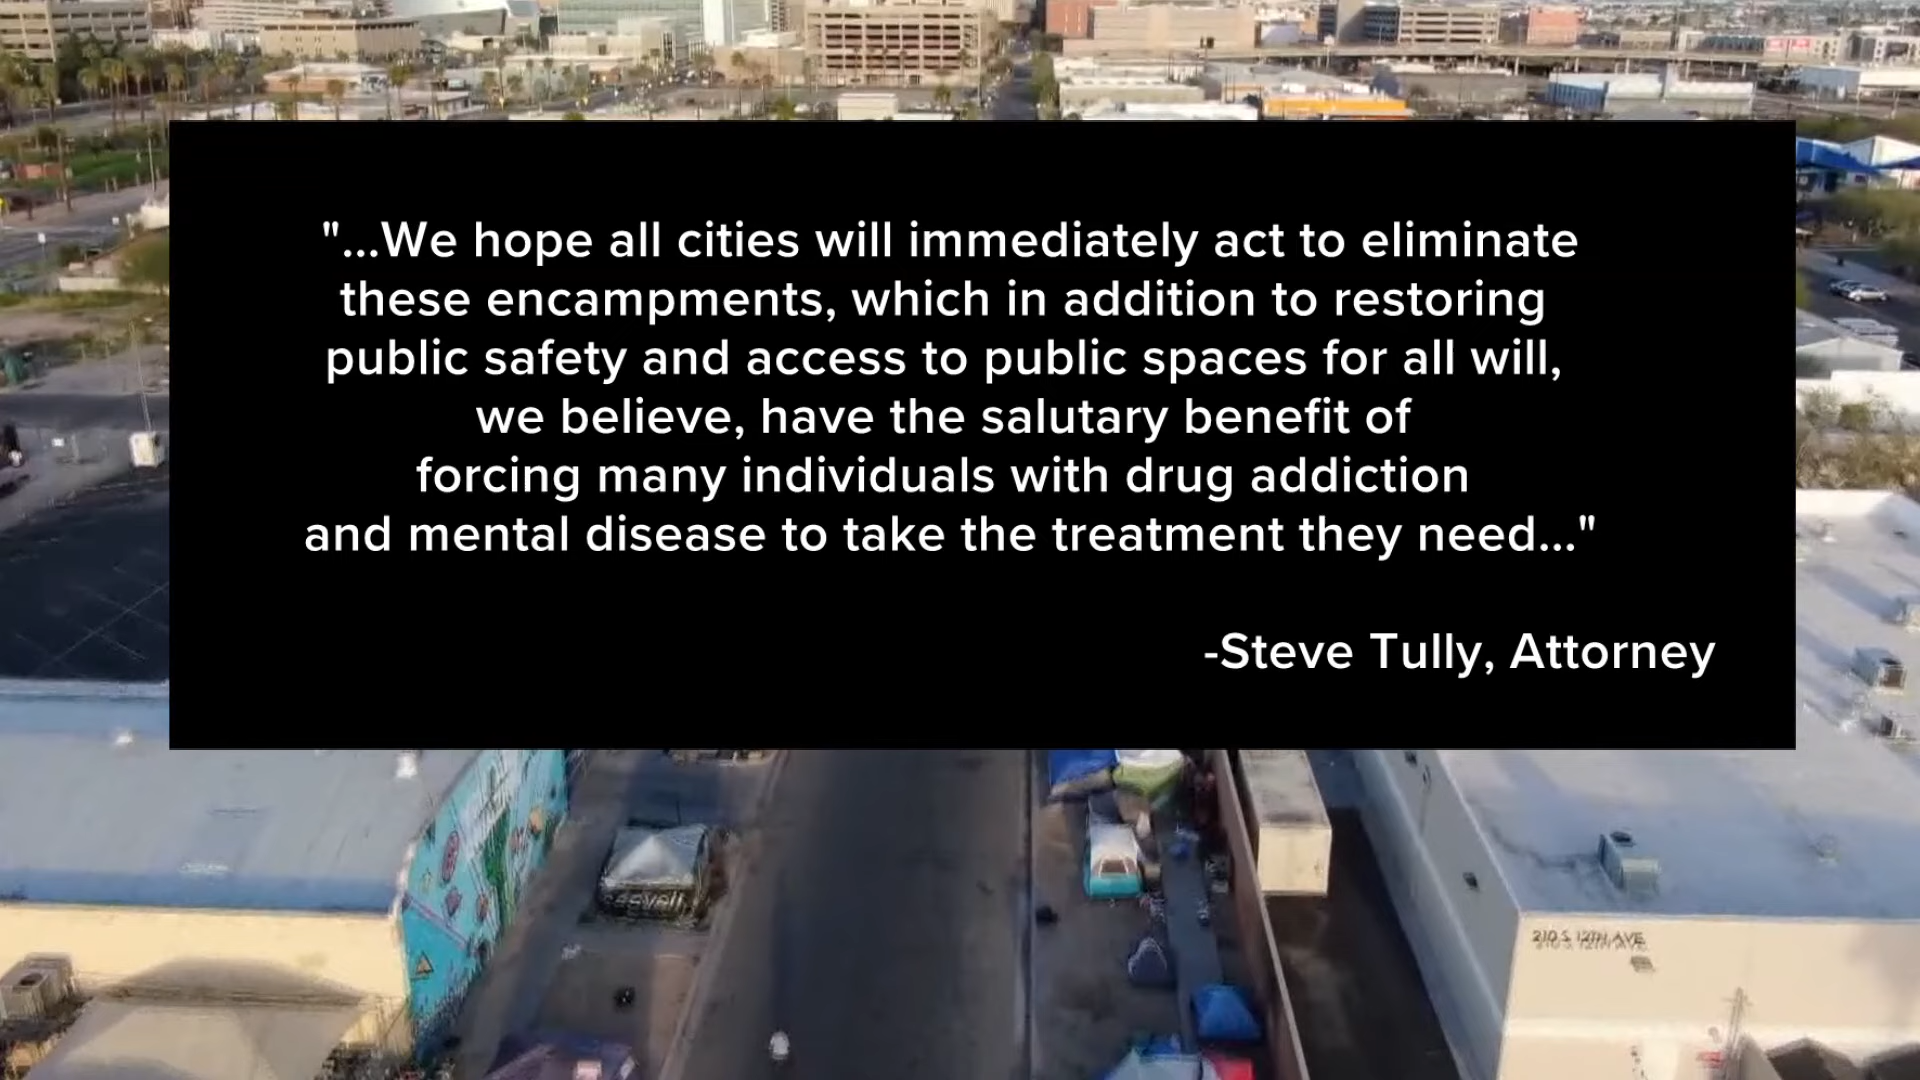 "...We hope all cities will immediately act to eliminate
these encampments, which in addition to restoring
public safety and access to public spaces for all will,
we believe, have the salutary benefit of
forcing many individuals with drug addiction
and mental disease to take the treatment they need..."
-Steve Tully, Attorney
210 S. 12TH AVE